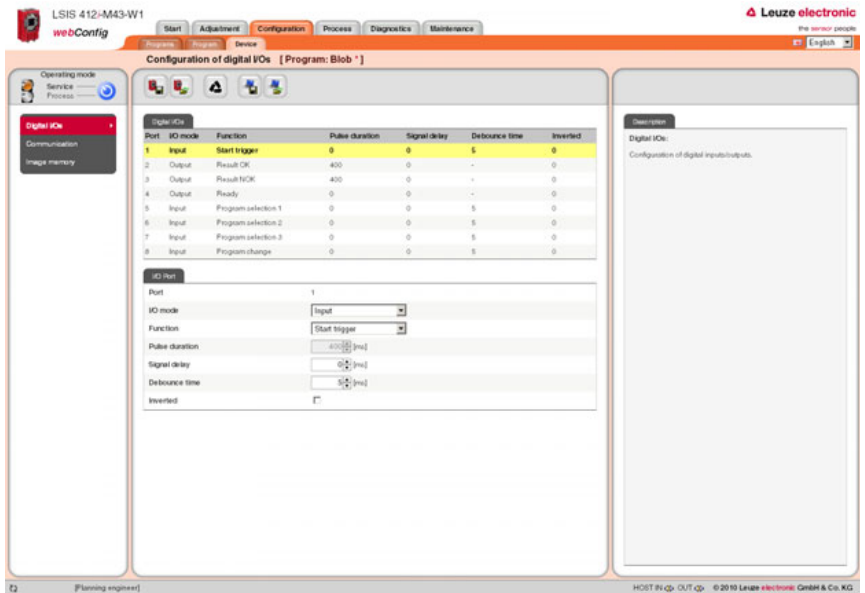 LSIS 412i-M43-W1
webConfig
Start Adjustment Configuration Process Diagnostics Maintenance
Programs Program Device
Leuze electronic
the sensor people
English
Configuration of digital I/Os [ Program: Blob * ]
Operating mode
Service
Process
Digital I/Os
Communication
Image memory
Digital I/Os
Port I/O mode Function Pulse duration Signal delay Debounce time Inverted
1 Input Start trigger 0 0 5 0
2 Output Result OK 400 0 - 0
3 Output Result NOK 400 0 - 0
4 Output Ready 0 0 - 0
5 Input Program selection 1 0 0 5 0
6 Input Program selection 2 0 0 5 0
7 Input Program selection 3 0 0 5 0
8 Input Program change 0 0 5 0
I/O Port
Port 1
I/O mode Input
Function Start trigger
Pulse duration 400 [ms]
Signal delay 0 [ms]
Debounce time 5 [ms]
Inverted
Description
Digital I/Os:
Configuration of digital inputs/outputs.
[Planning engineer]
HOST IN OUT © 2010 Leuze electronic GmbH & Co. KG